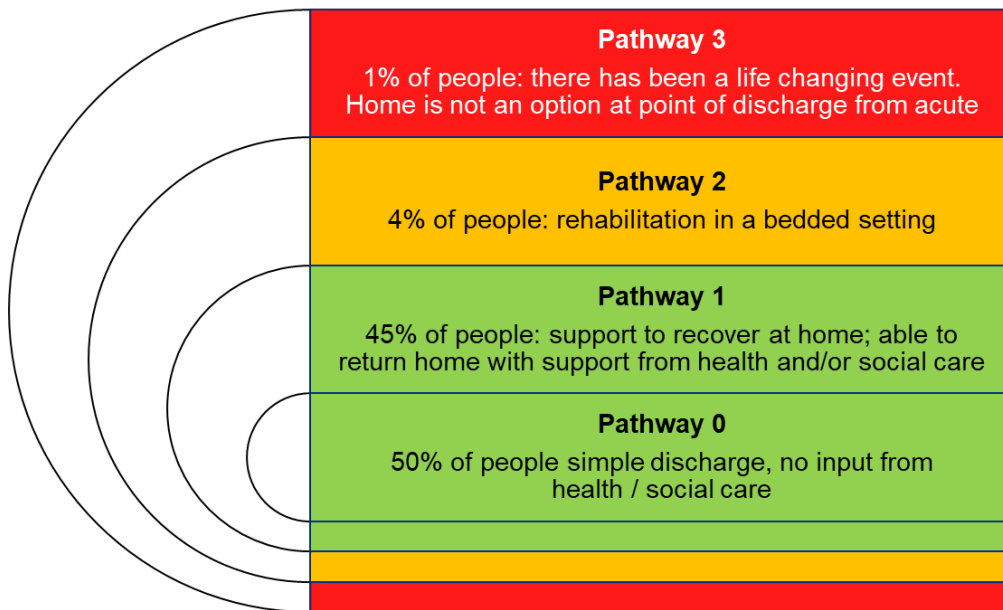 Pathway 3
1% of people: there has been a life changing event.
Home is not an option at point of discharge from acute
Pathway 2
4% of people: rehabilitation in a bedded setting
Pathway 1
45% of people: support to recover at home; able to
return home with support from health and/or social care
Pathway 0
50% of people simple discharge, no input from
health / social care